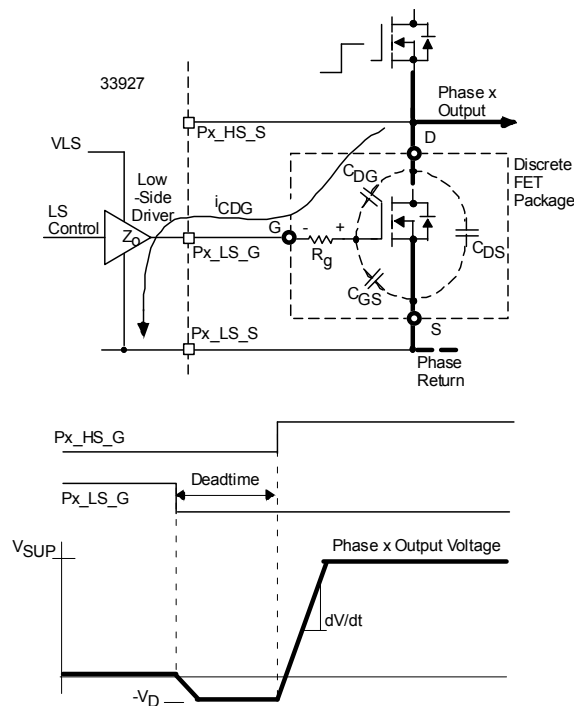 33927
Phase x
Output
Px_HS_S
D
VLS
Low
-Side
Driver
iCDG
CDG
Discrete
FET
Package
LS
Control
Zo
G
-
+
Px_LS_G
Rg
CDS
CGS
Px_LS_S
S
Phase
Return
Px_HS_G
Deadtime
Px_LS_G
VSUP
Phase x Output Voltage
dV/dt
-VD